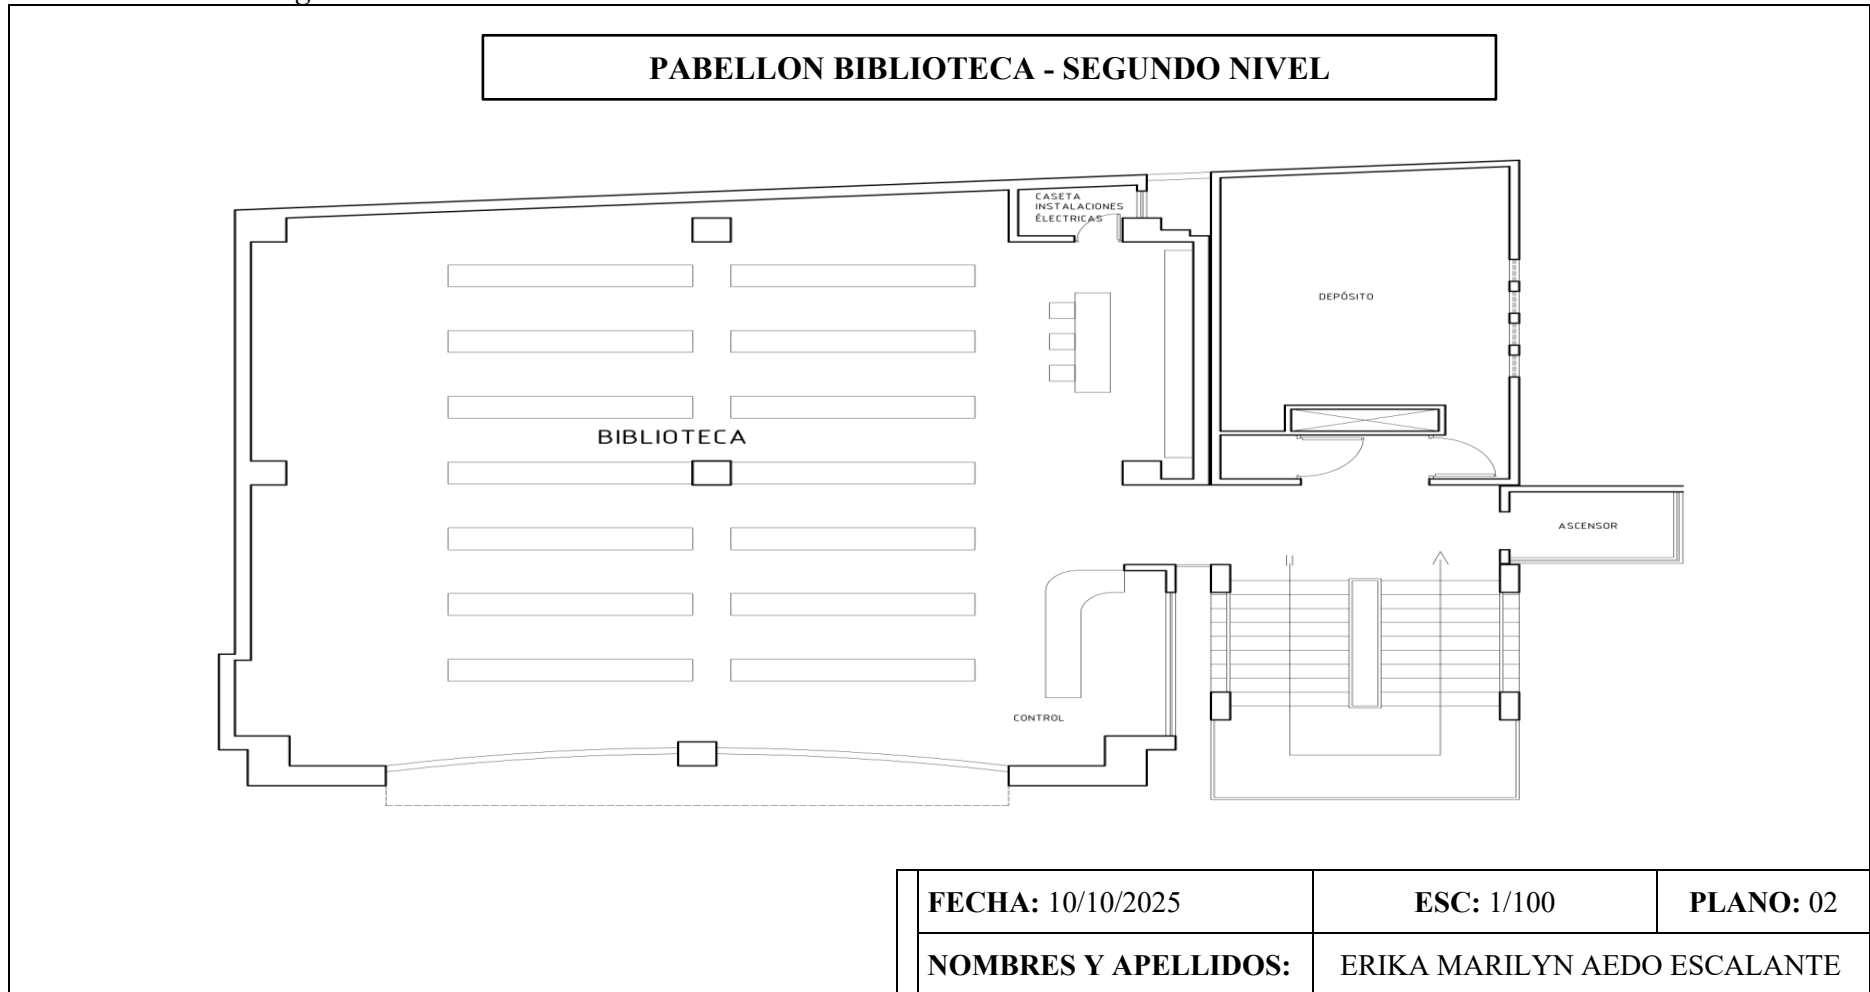 PABELLON BIBLIOTECA - SEGUNDO NIVEL
CASETA
INSTALACIONES
ÉLECTRICAS
DEPÓSITO
BIBLIOTECA
ASCENSOR
CONTROL
FECHA: 10/10/2025 ESC: 1/100 PLANO: 02
NOMBRES Y APELLIDOS: ERIKA MARILYN AEDO ESCALANTE